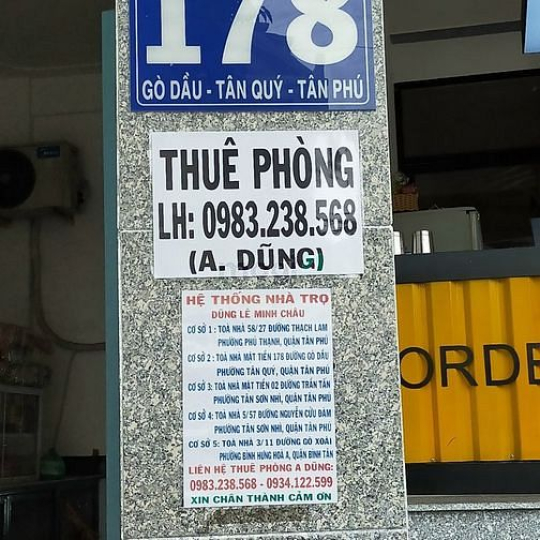 178
GÒ DẦU - TÂN QUÝ - TÂN PHÚ
THUÊ PHÒNG
LH: 0983.238.568
(A. DŨNG)
HỆ THỐNG NHÀ TRỌ
DŨNG LÊ MINH CHÂU
CƠ SỞ 1 : TOÀ NHÀ 58/27 ĐƯỜNG THẠCH LAM
PHƯỜNG PHÚ THẠNH, QUẬN TÂN PHÚ
CƠ SỞ 2 : TOÀ NHÀ MẶT TIỀN 178 ĐƯỜNG GÒ DẦU
PHƯỜNG TÂN QUÝ, QUẬN TÂN PHÚ
CƠ SỞ 3: TOÀ NHÀ MẶT TIỀN 02 ĐƯỜNG TRẦN TẤN
PHƯỜNG TÂN SƠN NHÌ, QUẬN TÂN PHÚ
CƠ SỞ 4: TOÀ NHÀ 5/57 ĐƯỜNG NGUYỄN CỬU ĐÀM
PHƯỜNG TÂN SƠN NHÌ, QUẬN TÂN PHÚ
CƠ SỞ 5: TOÀ NHÀ 3/11 ĐƯỜNG GÒ XOÀI
PHƯỜNG BÌNH HƯNG HOÀ A, QUẬN BÌNH TÂN
LIÊN HỆ THUÊ PHÒNG A DŨNG:
0983.238.568 - 0934.122.599
XIN CHÂN THÀNH CẢM ƠN
ORDE